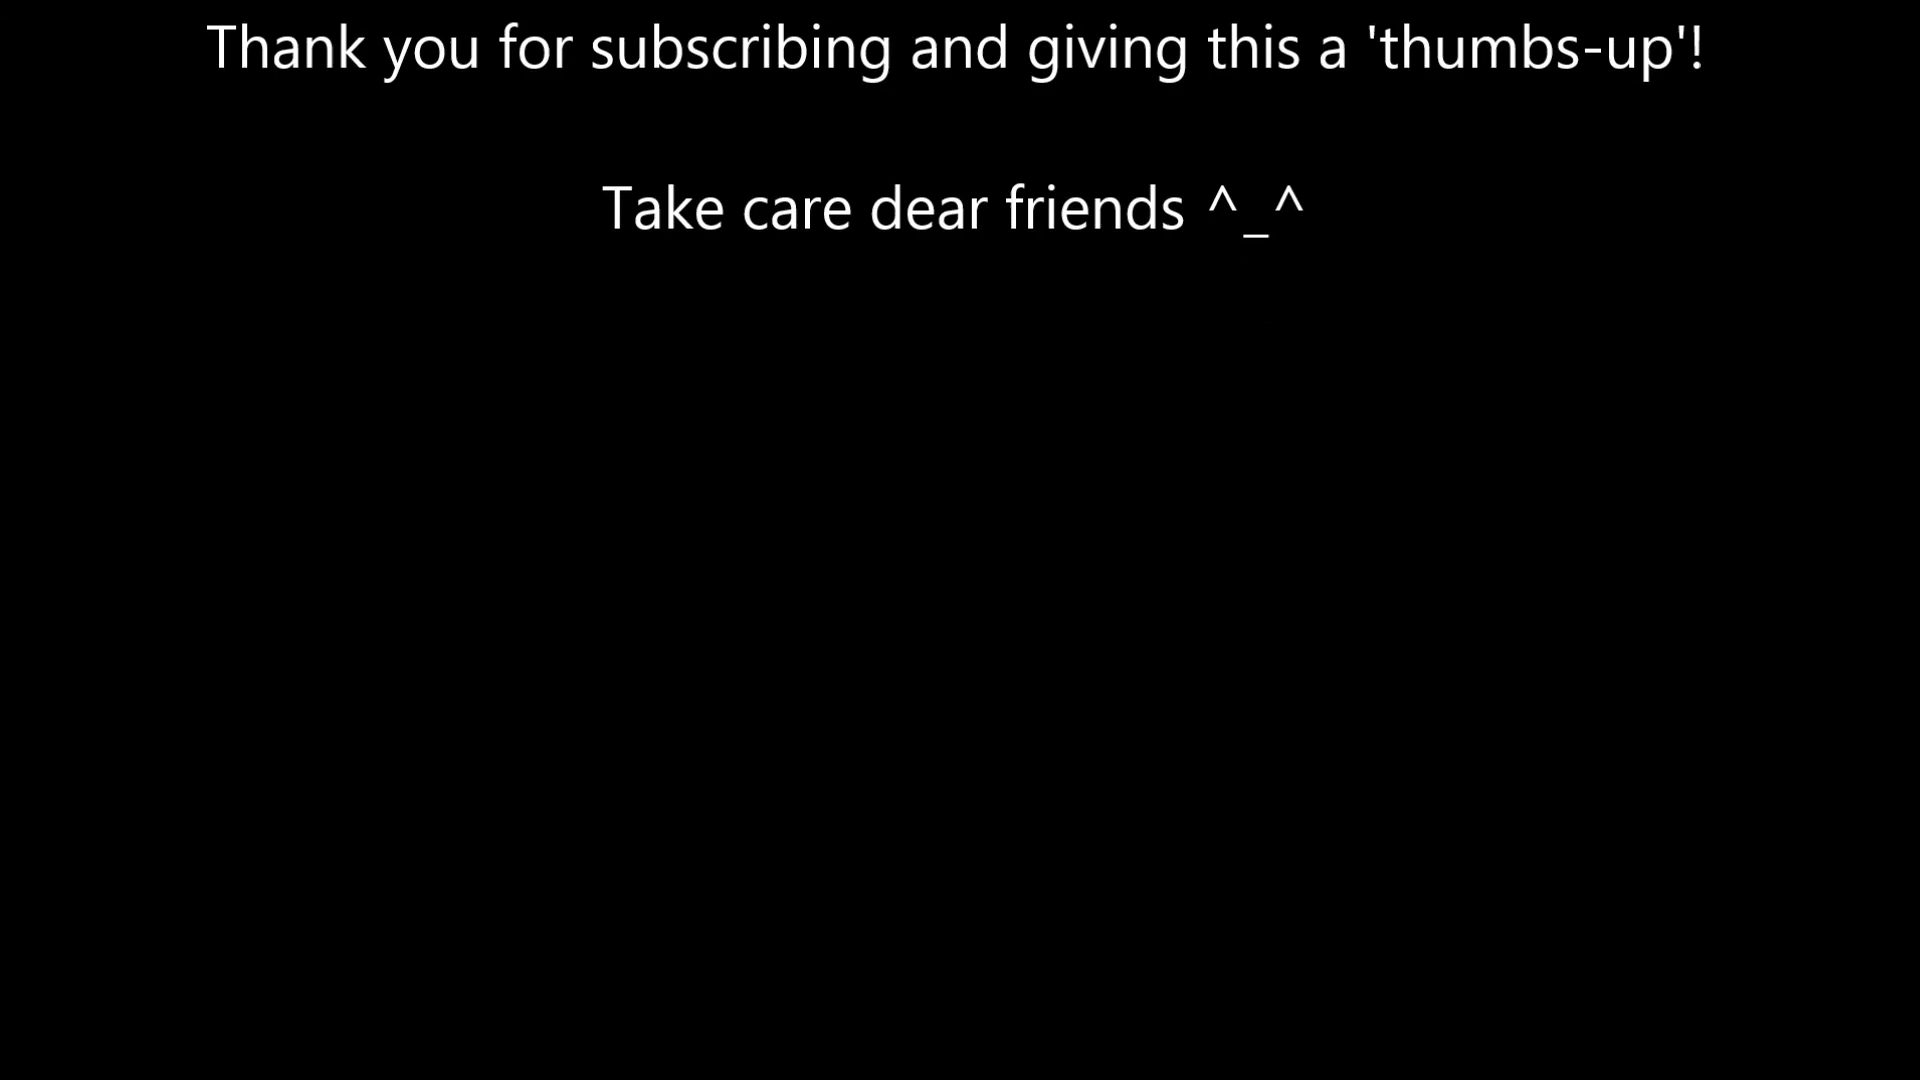 Thank you for subscribing and giving this a 'thumbs-up'!
Take care dear friends ^_^